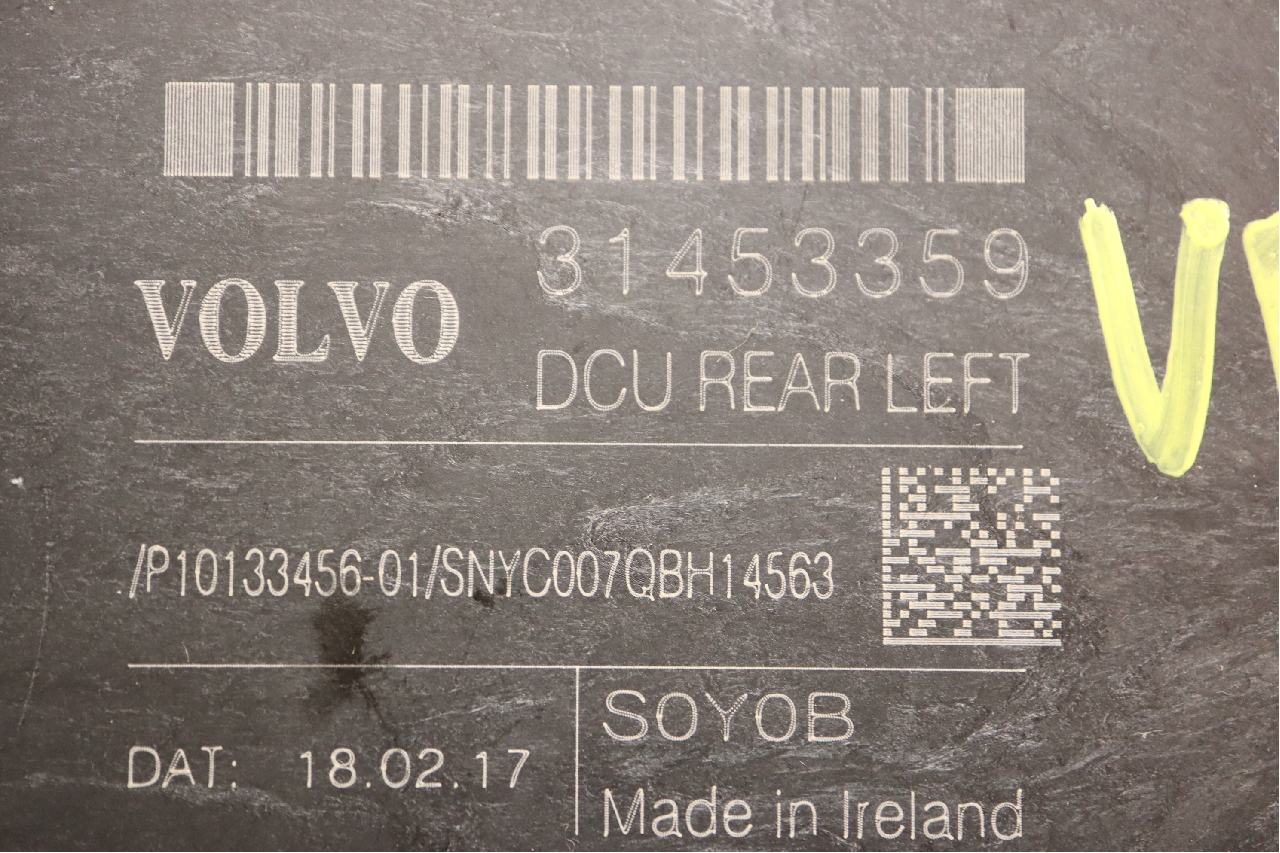 31453359
VOLVO
DCU REAR LEFT
/P10133456-01/SNYC007QBH14563
DAT: 18.02.17
SOYOB
Made in Ireland
V